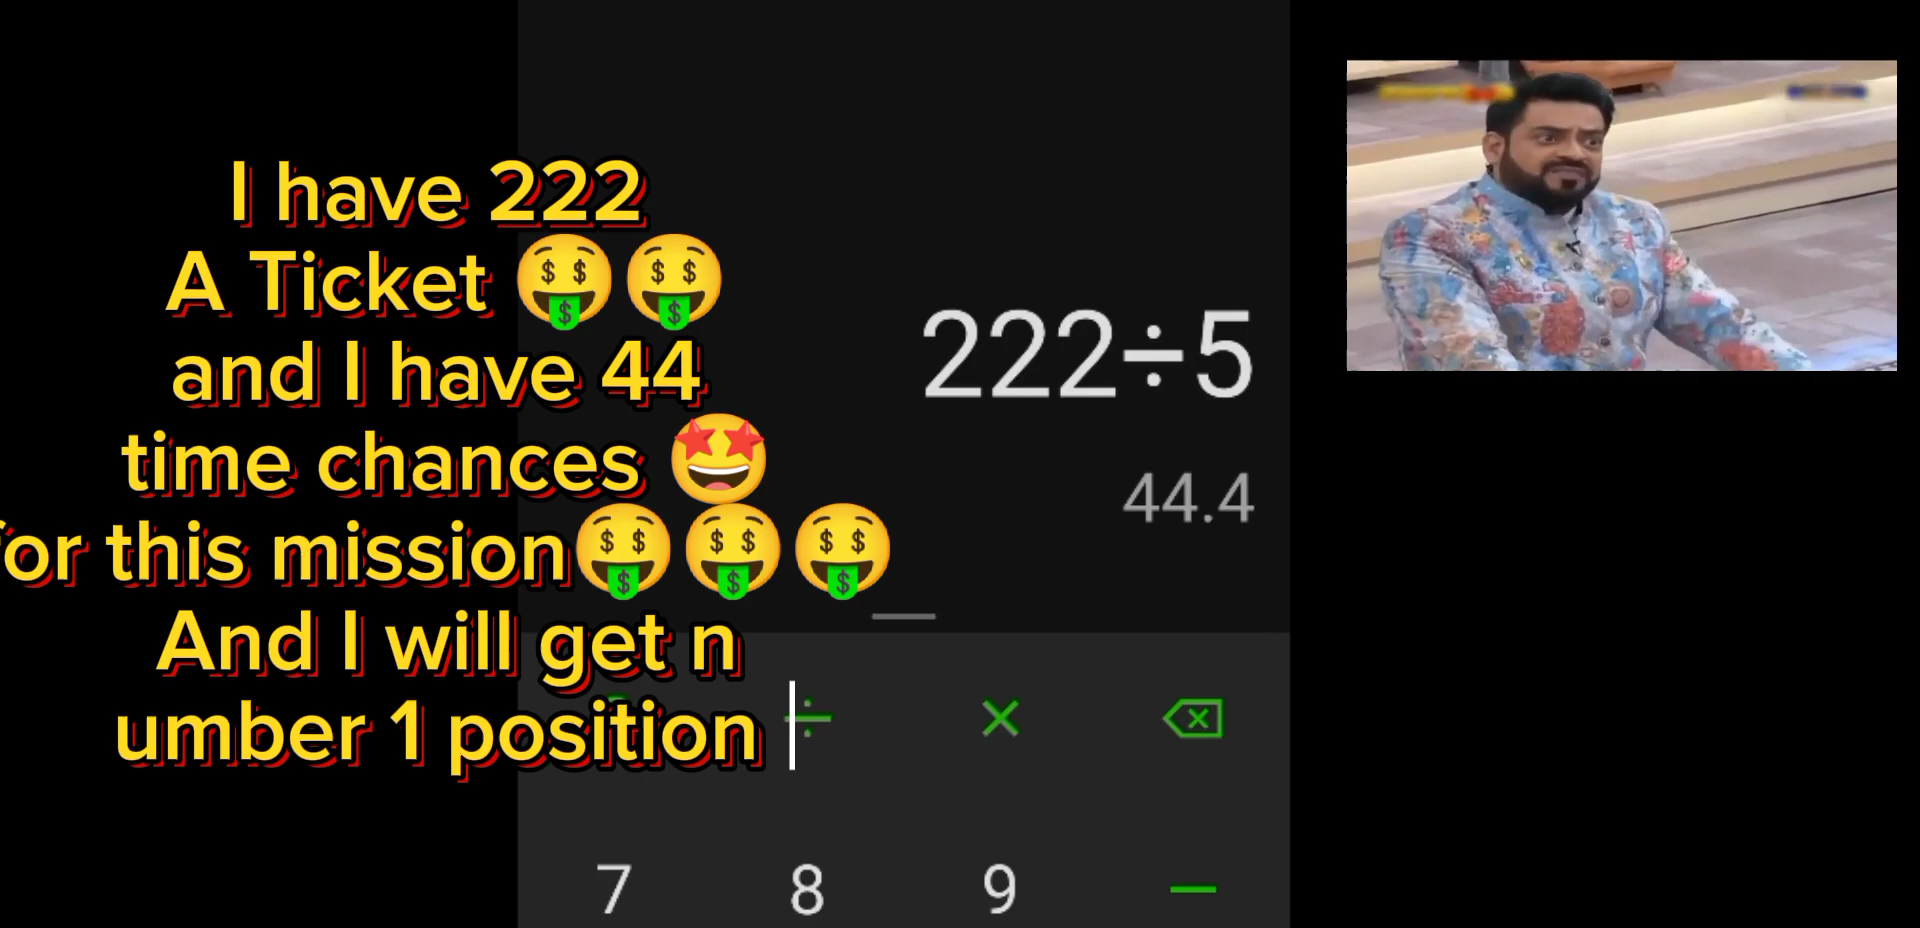 I have 222
A Ticket 🤑🤑
and I have 44
time chances 🤩
for this mission🤑🤑🤑
And I will get n
umber 1 position
222÷5
44.4
÷ ×
7 8 9 −